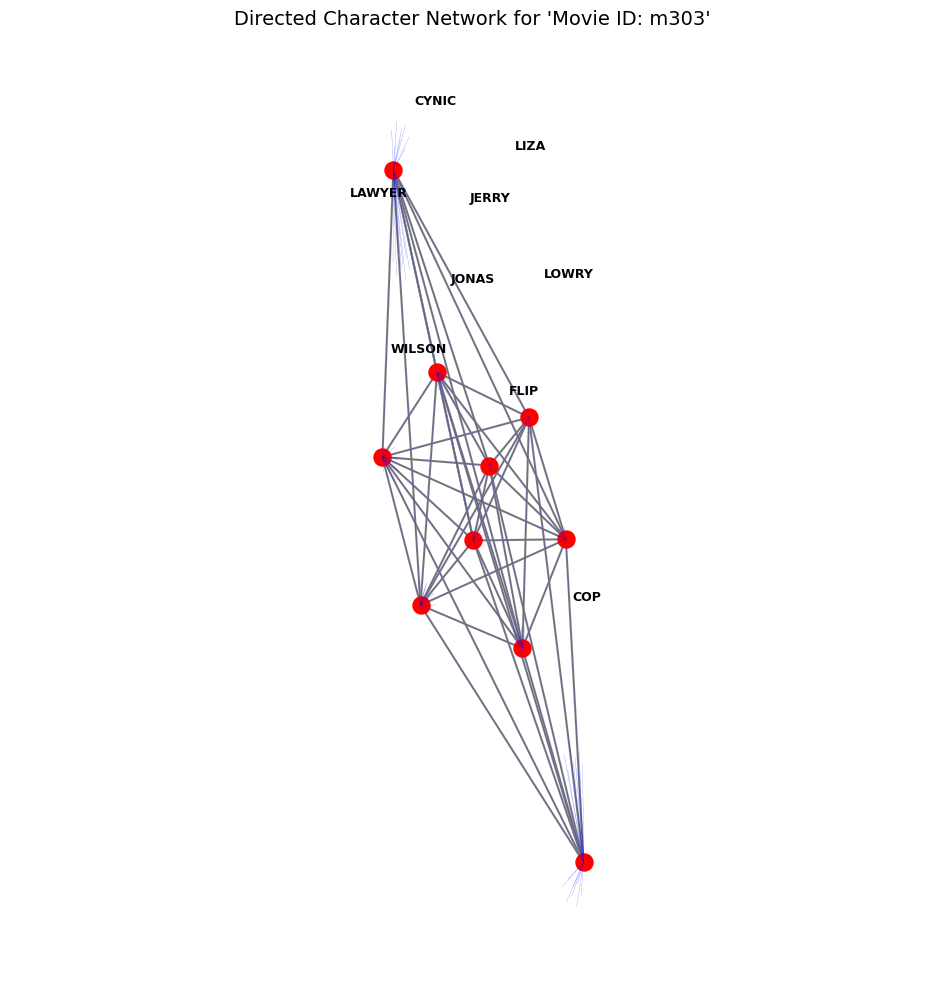 Directed Character Network for 'Movie ID: m303'
CYNIC
LIZA
LAWYER
JERRY
LOWRY
JONAS
WILSON
FLIP
COP